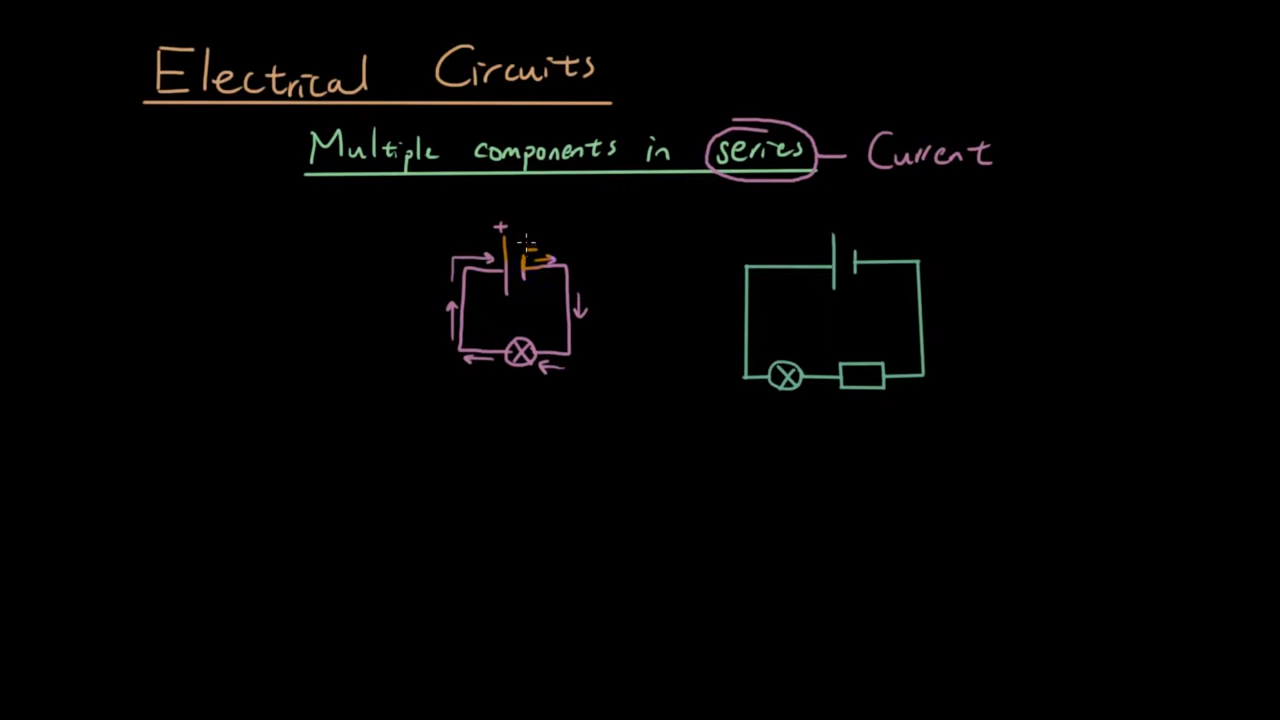 Electrical Circuits
Multiple components in series — Current
+
-